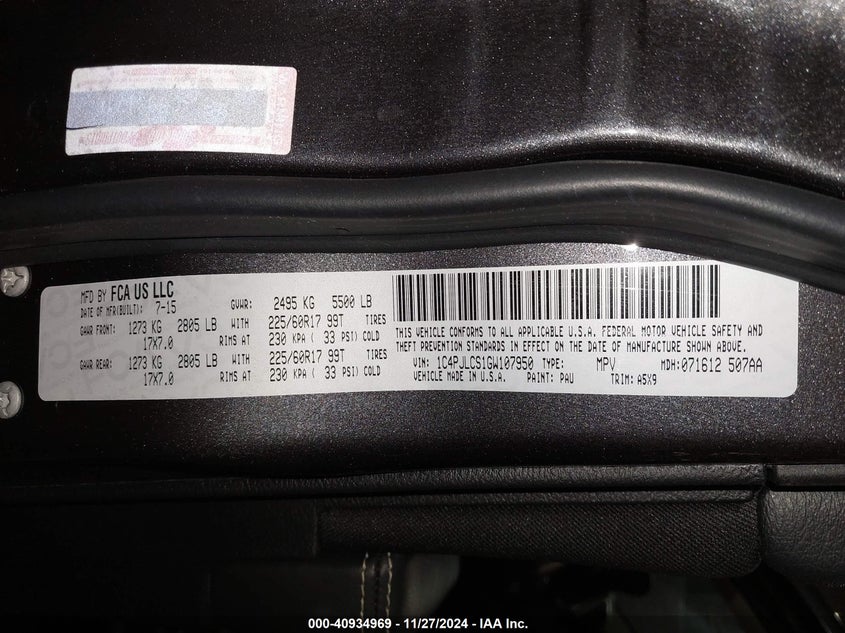 MFD BY FCA US LLC
DATE OF MFR(BUILT): 7-15 GVWR: 2495 KG 5500 LB
GAWR FRONT: 1273 KG 2805 LB WITH 225/60R17 99T TIRES
17X7.0 RIMS AT 230 KPA ( 33 PSI) COLD
GAWR REAR: 1273 KG 2805 LB WITH 225/60R17 99T TIRES
17X7.0 RIMS AT 230 KPA ( 33 PSI) COLD
THIS VEHICLE CONFORMS TO ALL APPLICABLE U.S.A. FEDERAL MOTOR VEHICLE SAFETY AND
THEFT PREVENTION STANDARDS IN EFFECT ON THE DATE OF MANUFACTURE SHOWN ABOVE.
VIN: 1C4PJLCS1GW107950 TYPE: MPV MDH: 071612 507AA
VEHICLE MADE IN U.S.A. PAINT: PAU TRIM: A5X9
000-40934969 - 11/27/2024 - IAA Inc.